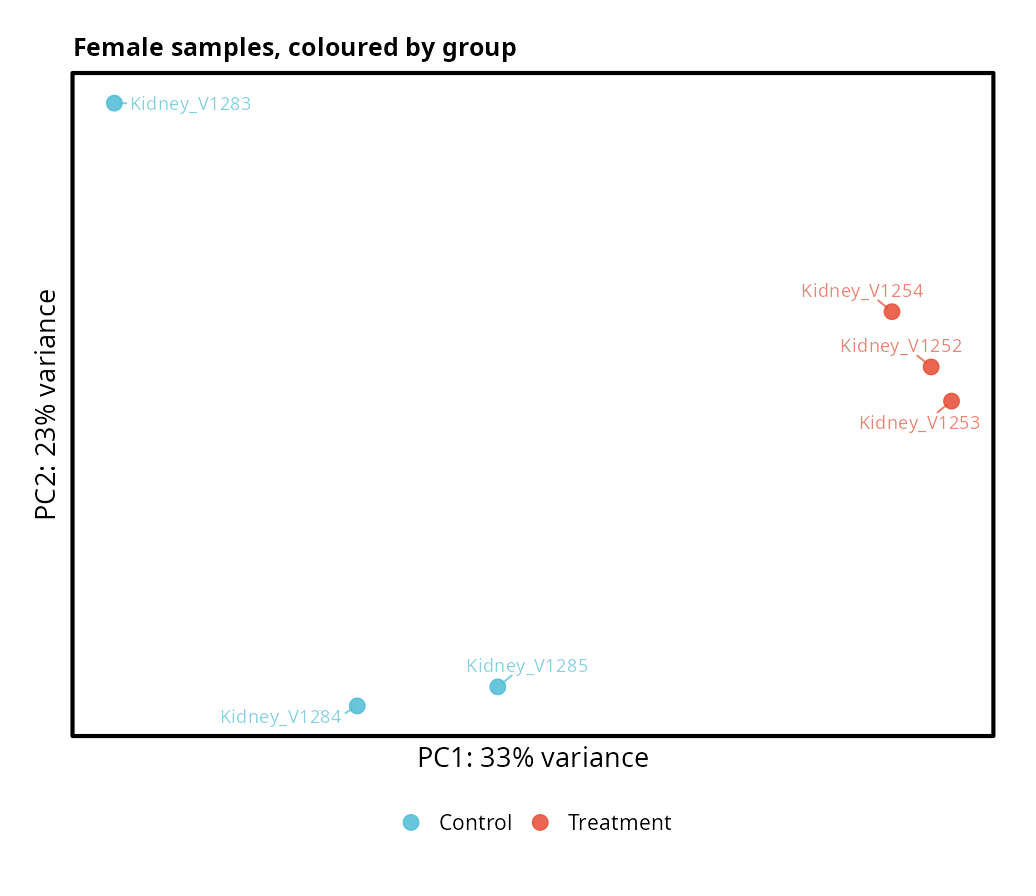 Female samples, coloured by group
Kidney_V1283
Kidney_V1254
Kidney_V1252
Kidney_V1253
PC2: 23% variance
Kidney_V1285
Kidney_V1284
PC1: 33% variance
Control
Treatment